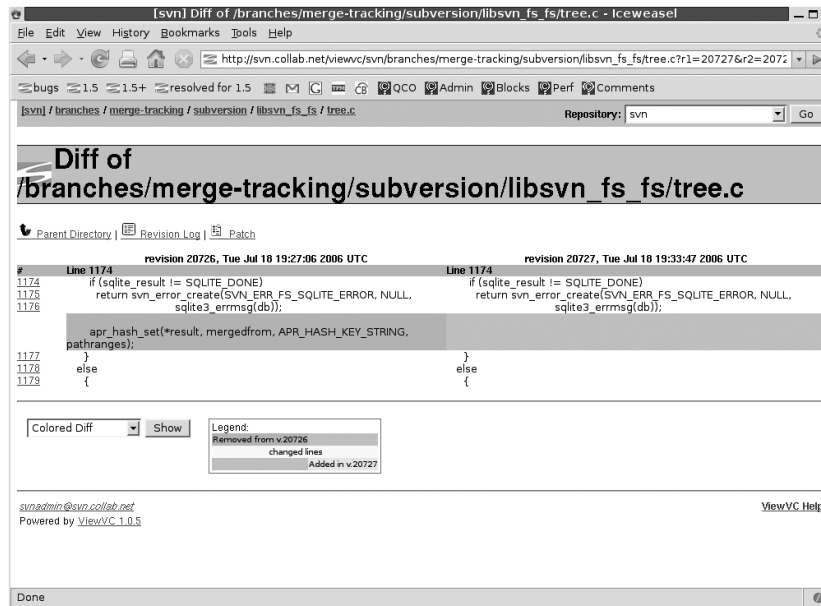 [svn] Diff of /branches/merge-tracking/subversion/libsvn_fs_fs/tree.c - Iceweasel
File Edit View History Bookmarks Tools Help
http://svn.collab.net/viewvc/svn/branches/merge-tracking/subversion/libsvn_fs_fs/tree.c?r1=20727&r2=2072
bugs 1.5 1.5+ resolved for 1.5 QCO Admin Blocks Perf Comments
[svn] / branches / merge-tracking / subversion / libsvn_fs_fs / tree.c
Repository: svn Go
Diff of
/branches/merge-tracking/subversion/libsvn_fs_fs/tree.c
Parent Directory | Revision Log | Patch
revision 20726, Tue Jul 18 19:27:06 2006 UTC revision 20727, Tue Jul 18 19:33:47 2006 UTC
# Line 1174 Line 1174
1174 if (sqlite_result != SQLITE_DONE) if (sqlite_result != SQLITE_DONE)
1175 return svn_error_create(SVN_ERR_FS_SQLITE_ERROR, NULL, return svn_error_create(SVN_ERR_FS_SQLITE_ERROR, NULL,
1176 sqlite3_errmsg(db)); sqlite3_errmsg(db));
apr_hash_set(*result, mergedfrom, APR_HASH_KEY_STRING,
pathranges);
1177 } }
1178 else else
1179 { {
Colored Diff Show
Legend:
Removed from v.20726
changed lines
Added in v.20727
svnadmin@svn.collab.net ViewVC Help
Powered by ViewVC 1.0.5
Done